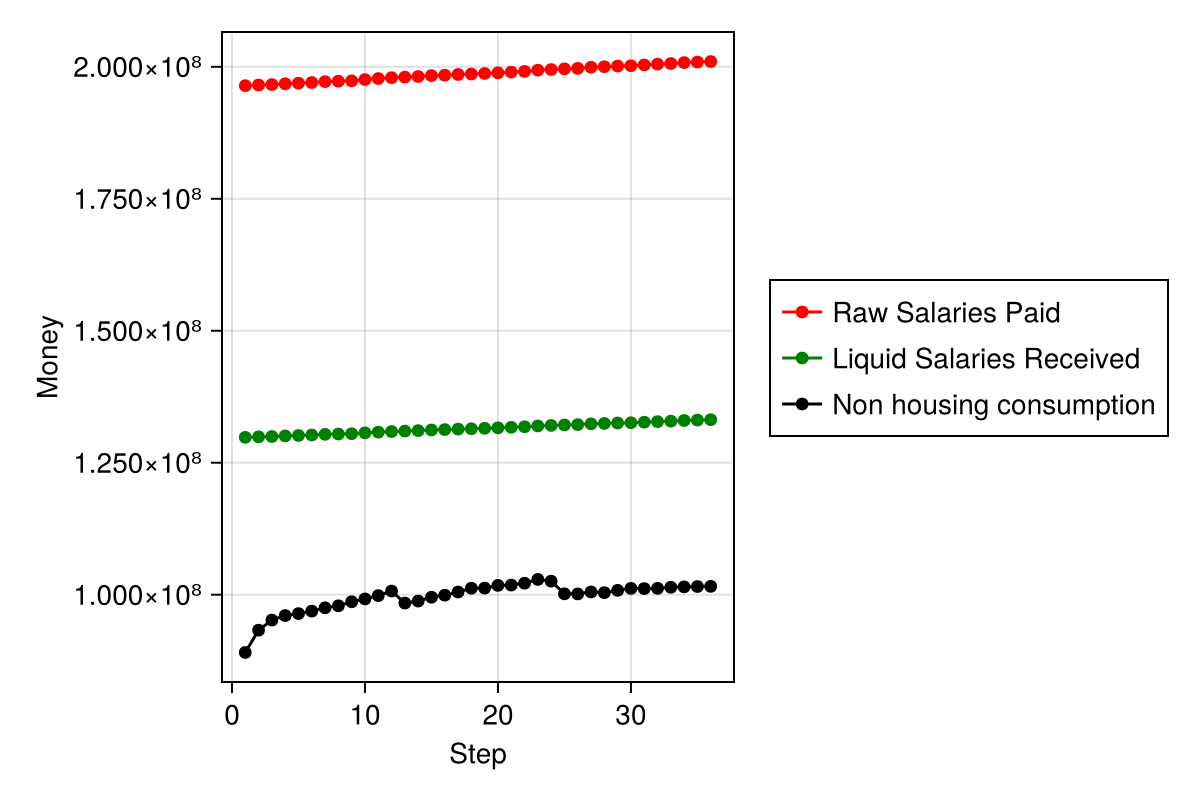 2.000×10⁸
1.750×10⁸
1.500×10⁸
1.250×10⁸
1.000×10⁸
Money
0 10 20 30
Step
Raw Salaries Paid
Liquid Salaries Received
Non housing consumption